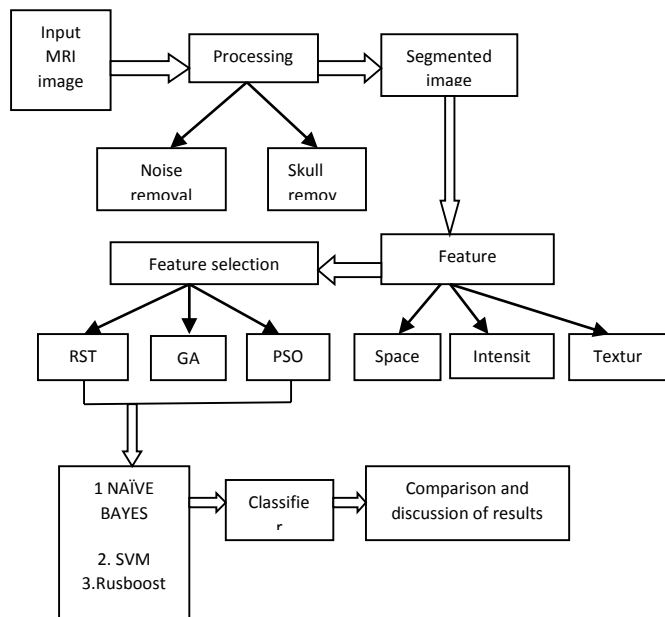 Input
MRI
image
Processing
Segmented
image
Noise
removal
Skull
remov
Feature selection
Feature
RST
GA
PSO
Space
Intensit
Textur
1 NAÏVE
BAYES
2. SVM
3.Rusboost
Classifie
r
Comparison and
discussion of results